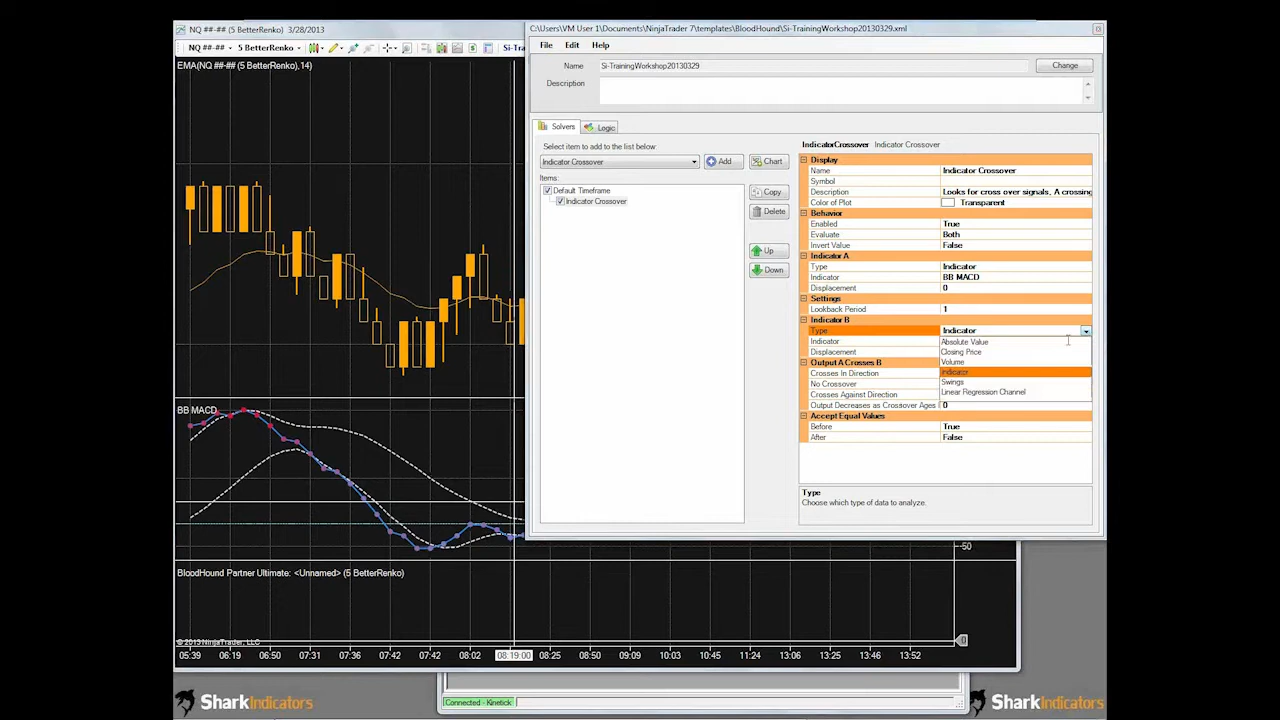 NQ ##-## (5 BetterRenko)  3/28/2013
NQ ##-##  5 BetterRenko  Si-Tra
EMA(NQ ##-## (5 BetterRenko),14)
BB MACD
-50
BloodHound Partner Ultimate: <Unnamed> (5 BetterRenko)
© 2013 NinjaTrader, LLC
0
05:39 06:19 06:50 07:31 07:36 07:42 07:42 08:02 08:19:00 08:25 08:50 09:09 10:03 10:45 11:24 13:06 13:25 13:46 13:52
C:\Users\VM User 1\Documents\NinjaTrader 7\templates\BloodHound\Si-TrainingWorkshop20130329.xml
File Edit Help
Name Si-TrainingWorkshop20130329 Change
Description
Solvers Logic
Select item to add to the list below:
Indicator Crossover Add Chart
Items:
Default Timeframe
Indicator Crossover
Copy
Delete
Up
Down
IndicatorCrossover Indicator Crossover
Display
Name Indicator Crossover
Symbol
Description Looks for cross over signals, A crossing
Color of Plot Transparent
Behavior
Enabled True
Evaluate Both
Invert Value False
Indicator A
Type Indicator
Indicator BB MACD
Displacement 0
Settings
Lookback Period 1
Indicator B
Type Indicator
Indicator
Displacement
Absolute Value
Closing Price
Volume
Indicator
Swings
Linear Regression Channel
Output A Crosses B
Crosses In Direction
No Crossover
Crosses Against Direction
Output Decreases as Crossover Ages 0
Accept Equal Values
Before True
After False
Type
Choose which type of data to analyze.
SharkIndicators
Connected - Kinetick
SharkIndicators